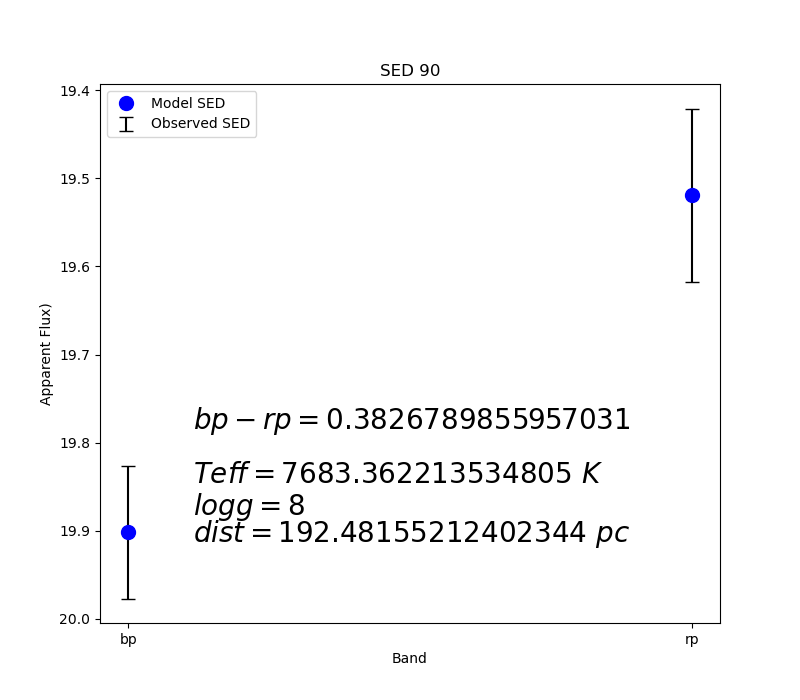 SED 90
Model SED
Observed SED
19.4
19.5
19.6
19.7
19.8
19.9
20.0
Apparent Flux)
bp − rp = 0.3826789855957031
Teff = 7683.362213534805 K
logg = 8
dist = 192.48155212402344 pc
bp
rp
Band